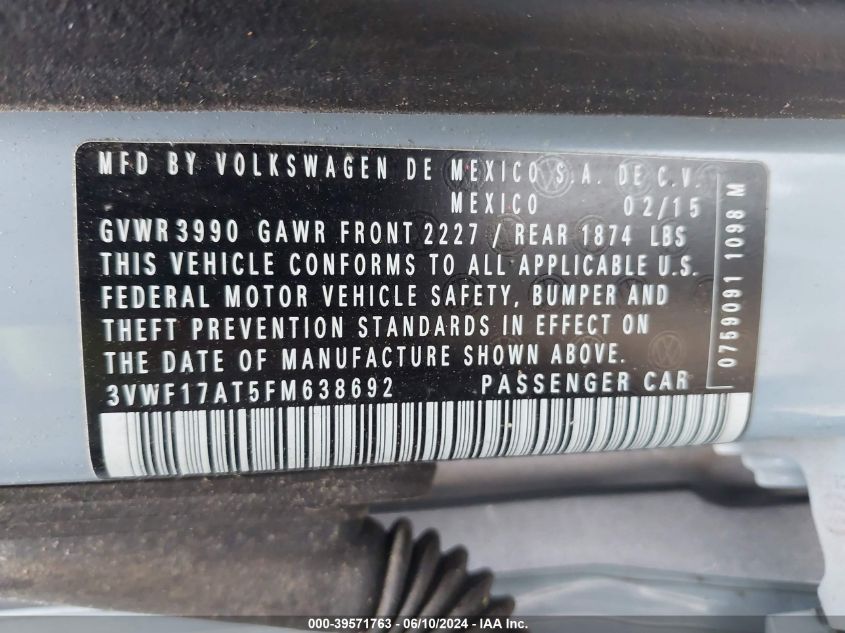 MFD BY VOLKSWAGEN DE MEXICO S.A. DE C.V.
MEXICO 02/15
GVWR 3990 GAWR FRONT 2227 / REAR 1874 LBS
THIS VEHICLE CONFORMS TO ALL APPLICABLE U.S.
FEDERAL MOTOR VEHICLE SAFETY, BUMPER AND
THEFT PREVENTION STANDARDS IN EFFECT ON
THE DATE OF MANUFACTURE SHOWN ABOVE.
3VWF17AT5FM638692 PASSENGER CAR
0759091 1098 M
000-39571763 - 06/10/2024 - IAA Inc.